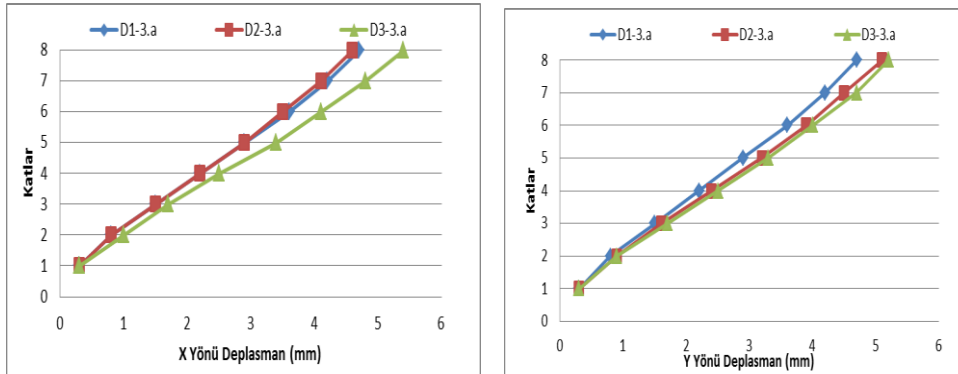 D1-3.a D2-3.a D3-3.a
8
7
6
5
4
3
2
1
0
Katlar
0 1 2 3 4 5 6
X Yönü Deplasman (mm)
D1-3.a D2-3.a D3-3.a
8
7
6
5
4
3
2
1
0
Katlar
0 1 2 3 4 5 6
Y Yönü Deplasman (mm)